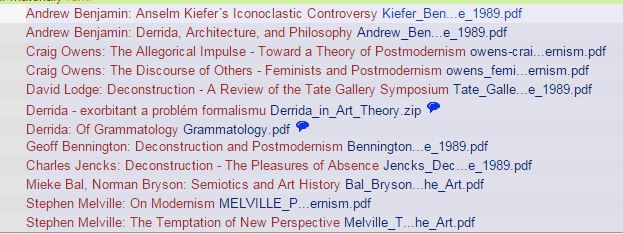 Andrew Benjamin: Anselm Kiefer´s Iconoclastic Controversy Kiefer_Ben...e_1989.pdf
Andrew Benjamin: Derrida, Architecture, and Philosophy Andrew_Ben...e_1989.pdf
Craig Owens: The Allegorical Impulse - Toward a Theory of Postmodernism owens-crai...ernism.pdf
Craig Owens: The Discourse of Others - Feminists and Postmodernism owens_femi...ernism.pdf
David Lodge: Deconstruction - A Review of the Tate Gallery Symposium Tate_Galle...e_1989.pdf
Derrida - exorbitant a problém formalismu Derrida_in_Art_Theory.zip
Derrida: Of Grammatology Grammatology.pdf
Geoff Bennington: Deconstruction and Postmodernism Bennington...e_1989.pdf
Charles Jencks: Deconstruction - The Pleasures of Absence Jencks_Dec...e_1989.pdf
Mieke Bal, Norman Bryson: Semiotics and Art History Bal_Bryson...he_Art.pdf
Stephen Melville: On Modernism MELVILLE_P...ernism.pdf
Stephen Melville: The Temptation of New Perspective Melville_T...he_Art.pdf